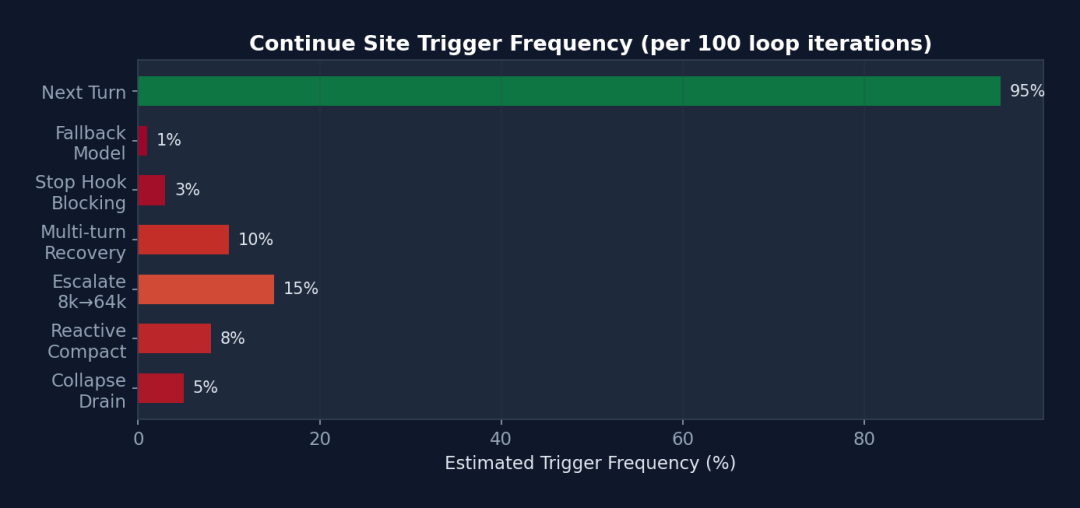 Continue Site Trigger Frequency (per 100 loop iterations)
Next Turn
95%
Fallback
Model
1%
Stop Hook
Blocking
3%
Multi-turn
Recovery
10%
Escalate
8k→64k
15%
Reactive
Compact
8%
Collapse
Drain
5%
0
20
40
60
80
Estimated Trigger Frequency (%)